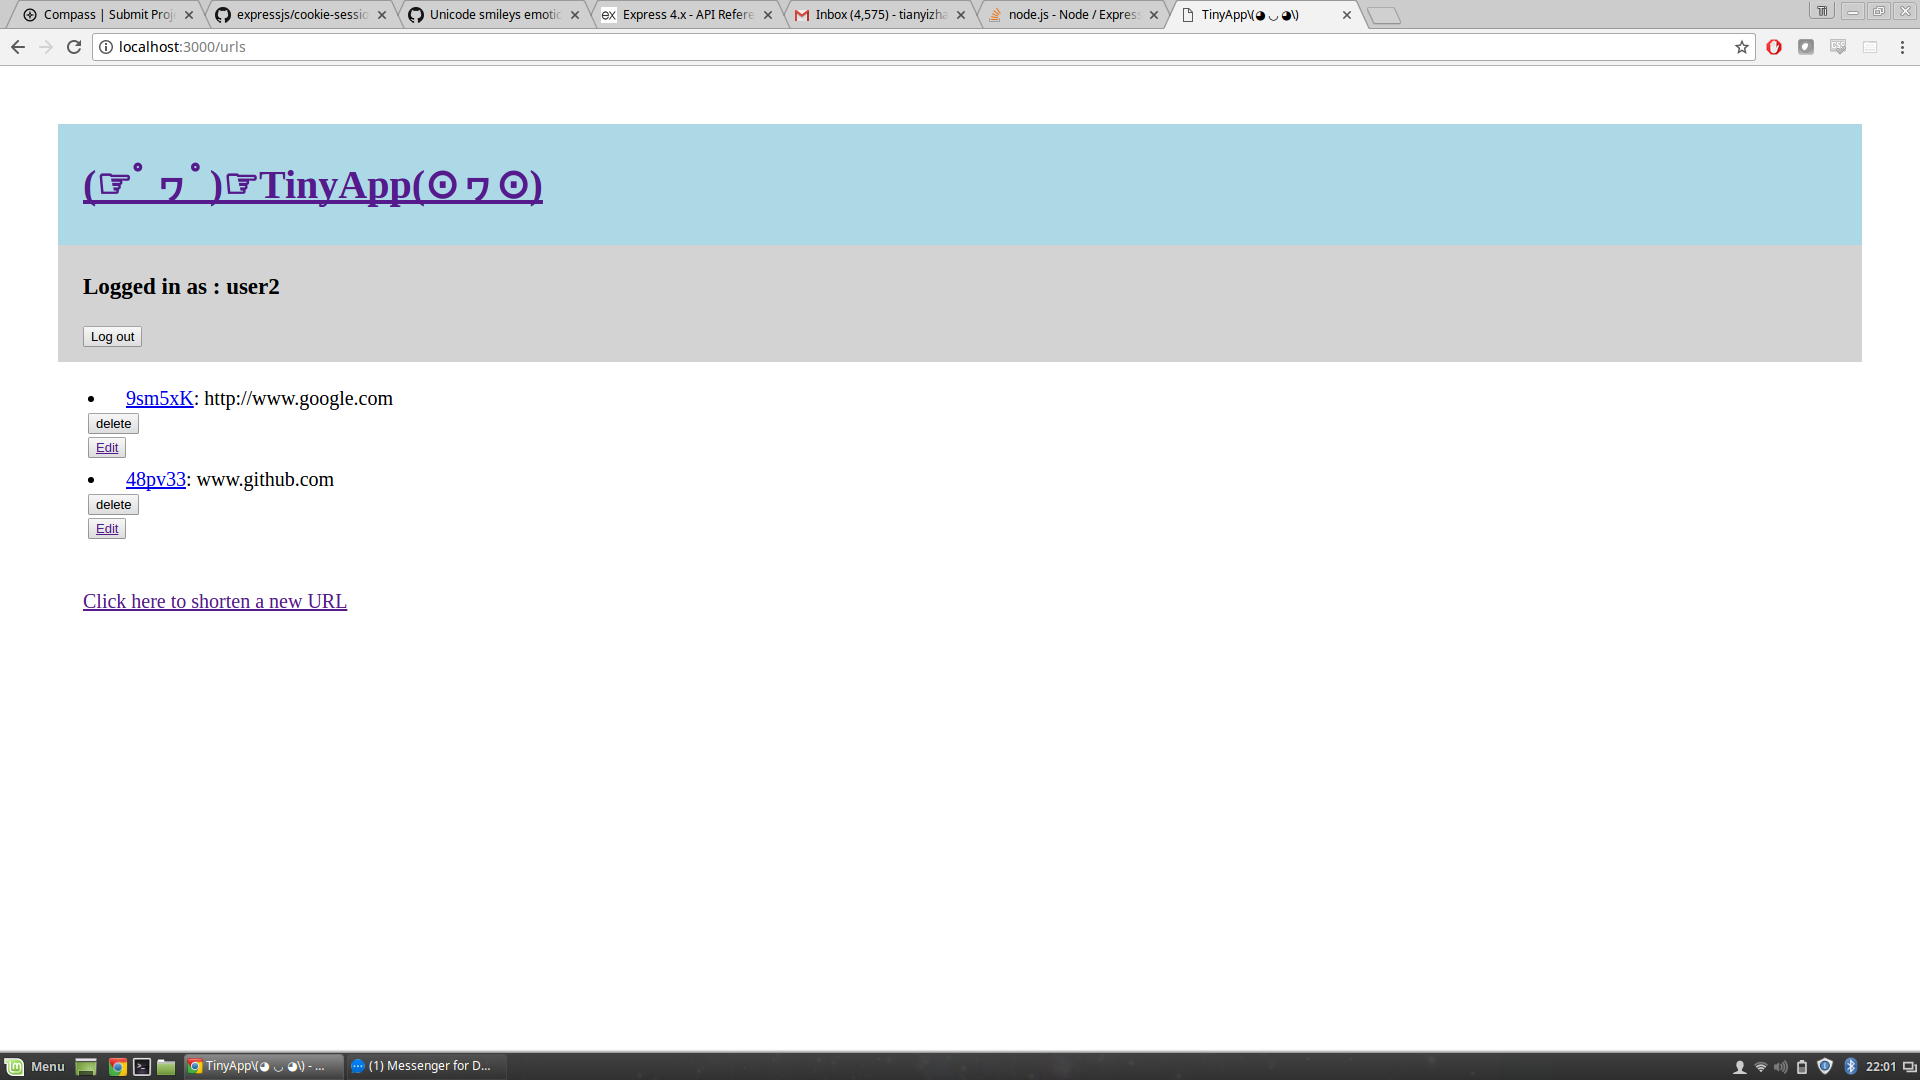 Compass | Submit Proj
expressjs/cookie-sessio
Unicode smileys emotic
ex Express 4.x - API Refere
Inbox (4,575) - tianyizha
node.js - Node / Express
TinyApp\(◕ ◡ ◕\)
localhost:3000/urls
(☞ﾟヮﾟ)☞TinyApp(⊙ヮ⊙)
Logged in as : user2
Log out
9sm5xK: http://www.google.com
delete
Edit
48pv33: www.github.com
delete
Edit
Click here to shorten a new URL
Menu
TinyApp\(◕ ◡ ◕\) - ...
(1) Messenger for D...
22:01